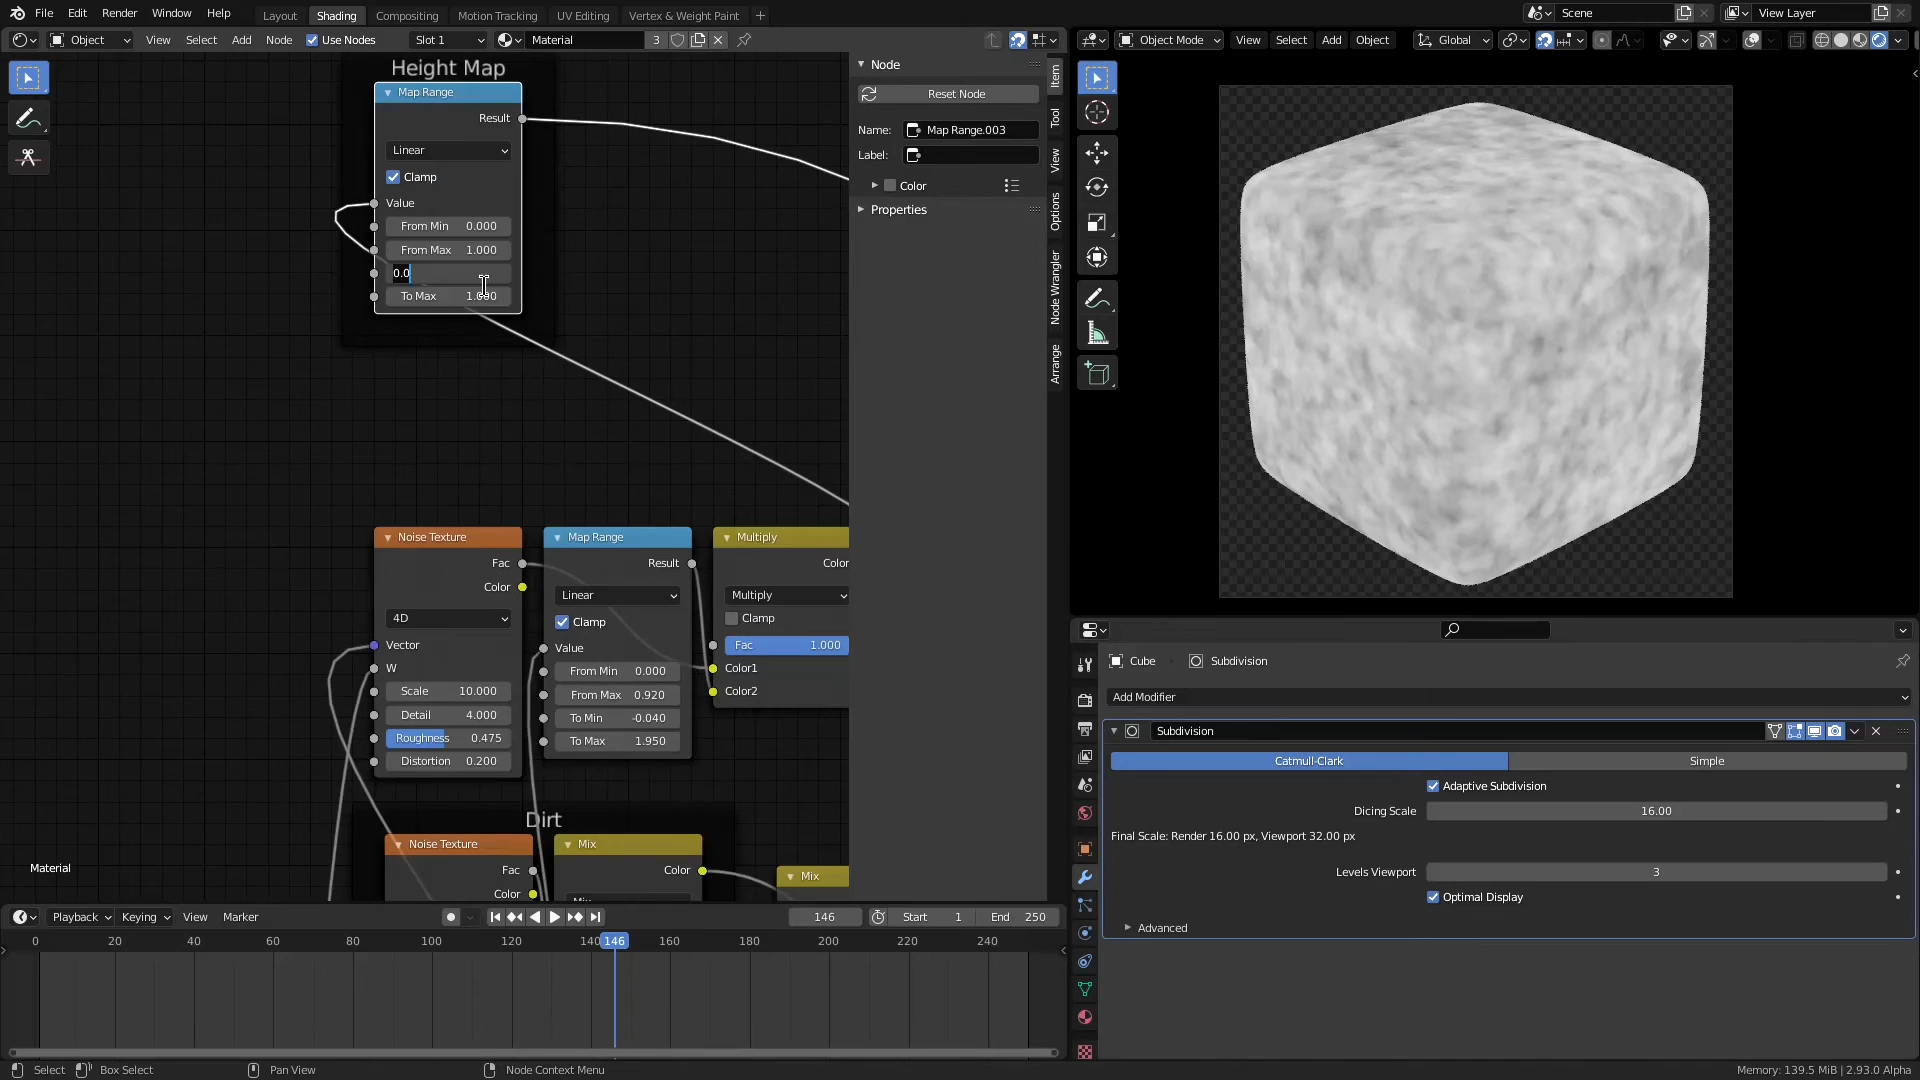 File Edit Render Window Help Layout Shading Compositing Motion Tracking UV Editing Vertex & Weight Paint + Scene View Layer
Object View Select Add Node Use Nodes Slot 1 Material 3
Object Mode View Select Add Object Global
Height Map
Map Range
Result
Linear
Clamp
Value
From Min 0.000
From Max 1.000
0.0
To Max
Node
Reset Node
Name: Map Range.003
Label:
Color
Properties
Item
Tool
View
Options
Node Wrangler
Arrange
Noise Texture
Fac
Color
4D
Vector
W
Scale 10.000
Detail 4.000
Roughness 0.475
Distortion 0.200
Map Range
Result
Linear
Clamp
Value
From Min 0.000
From Max 0.920
To Min -0.040
To Max 1.950
Multiply
Color
Multiply
Clamp
Fac 1.000
Color1
Color2
Dirt
Noise Texture
Fac
Color
Mix
Color
Mix
Material
Cube Subdivision
Add Modifier
Subdivision
Catmull-Clark Simple
Adaptive Subdivision
Dicing Scale 16.00
Final Scale: Render 16.00 px, Viewport 32.00 px
Levels Viewport 3
Optimal Display
Advanced
Playback Keying View Marker 146 Start 1 End 250
0 20 40 60 80 100 120 140 146 160 180 200 220 240
Select Box Select Pan View Node Context Menu Memory: 139.5 MiB | 2.93.0 Alpha